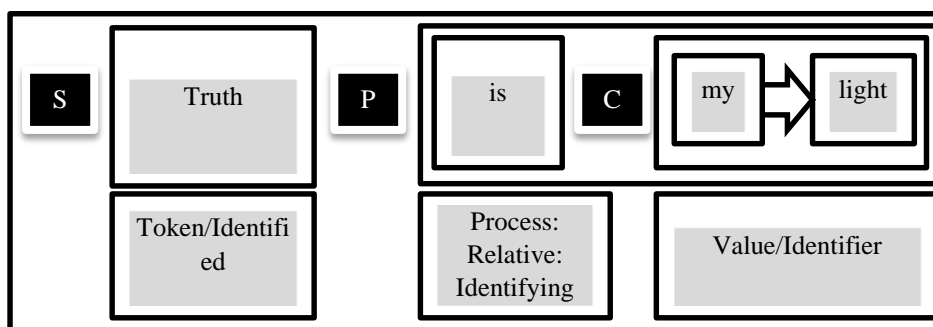 S Truth P is C my light
Token/Identifi
ed
Process:
Relative:
Identifying
Value/Identifier